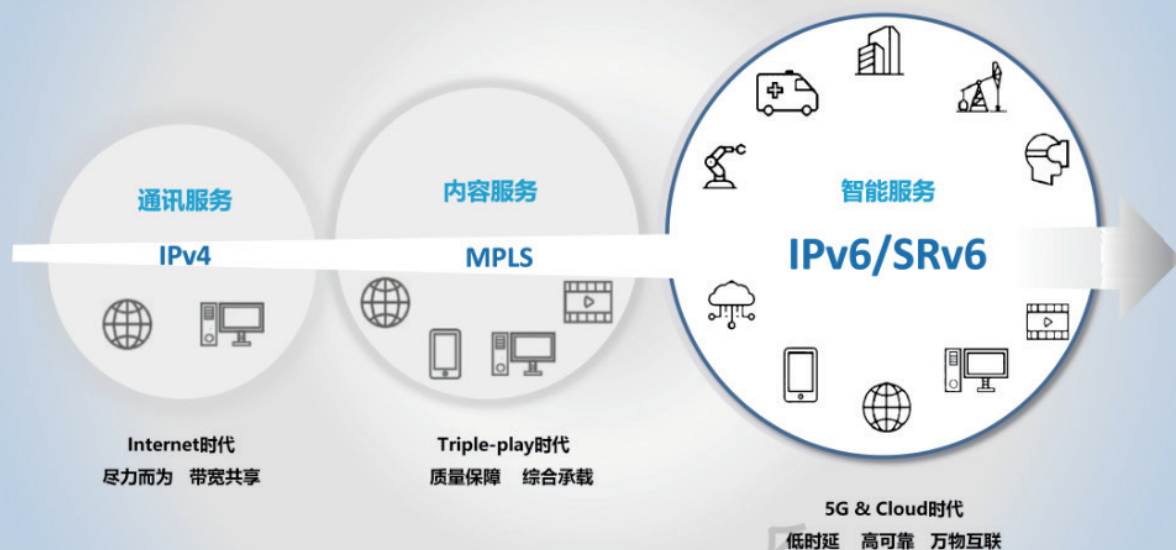 通讯服务
IPv4
Internet时代
尽力而为 带宽共享
内容服务
MPLS
Triple-play时代
质量保障 综合承载
智能服务
IPv6/SRv6
5G & Cloud时代
低时延 高可靠 万物互联